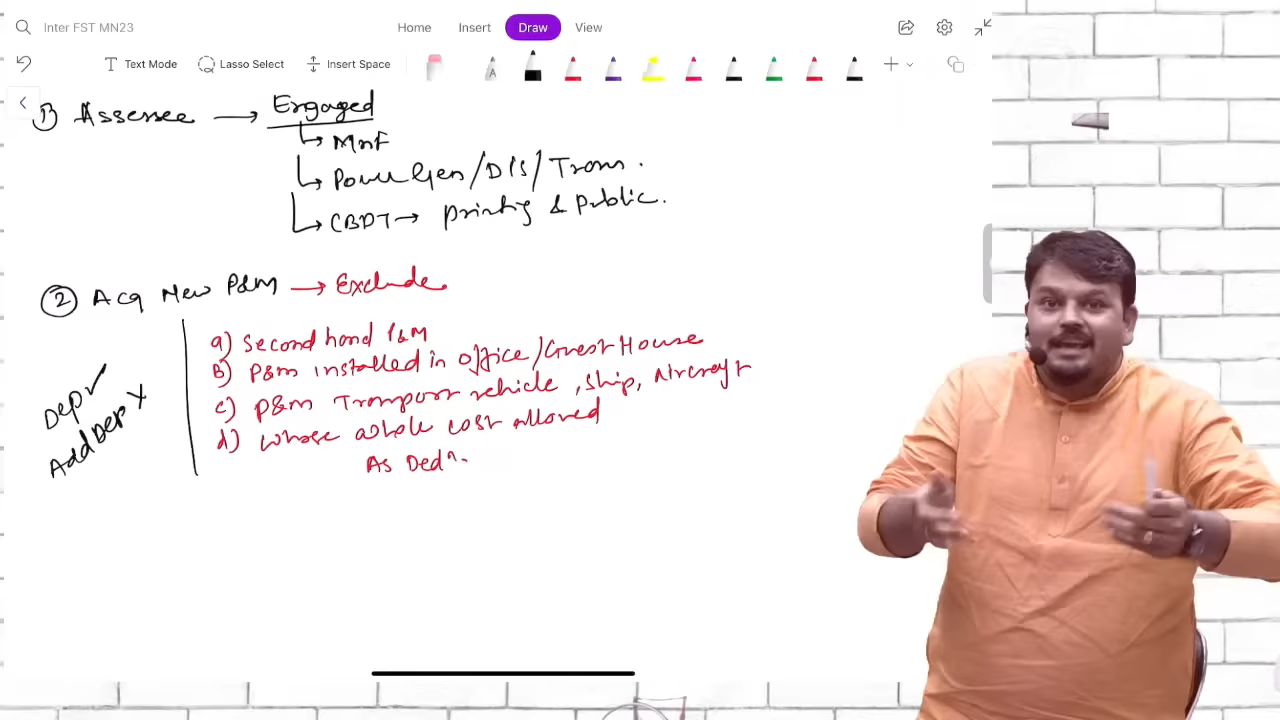 Inter FST MN23
Home Insert Draw View
Text Mode Lasso Select Insert Space
1) Assessee → Engaged
↳ Mnf
↳ Power Gen/Dis/Trans.
↳ CBDT → Printing & Public.
2 Acq New P&M → Exclude
a) Second hand P&M
B) P&M installed in office/Guest House
c) P&M Transport vehicle, ship, Aircraft
d) Whose whole cost allowed
As Dedn.
Depr ✓
Add Dep X